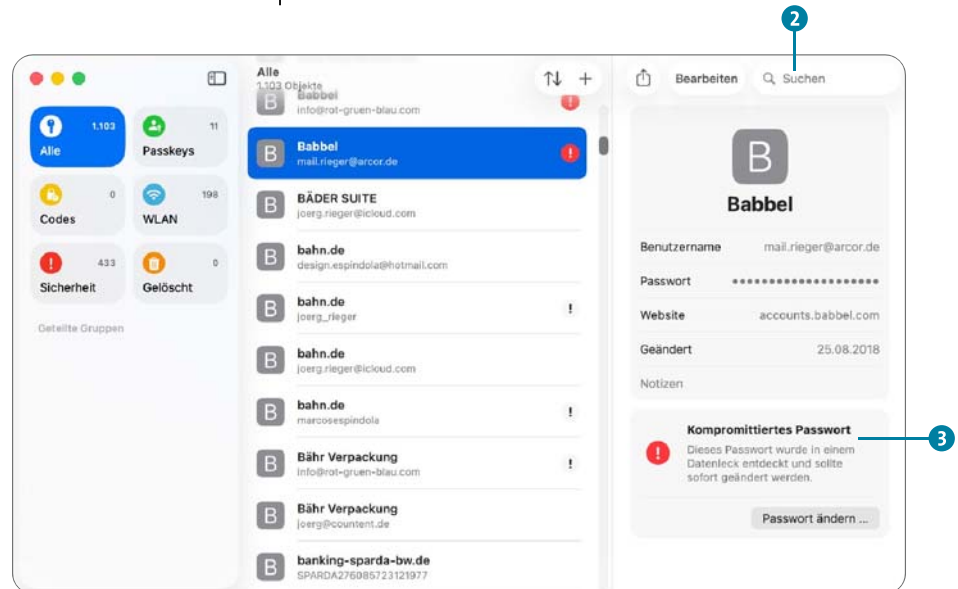 2
Alle
1.103 Objekte
Bearbeiten
Suchen
1.103
Alle
11
Passkeys
0
Codes
198
WLAN
433
Sicherheit
0
Gelöscht
Geteilte Gruppen
B
Babbel
info@rot-gruen-blau.com
B
Babbel
mail.rieger@arcor.de
B
BÄDER SUITE
joerg.rieger@icloud.com
B
bahn.de
design.espindola@hotmail.com
B
bahn.de
joerg_rieger
!
B
bahn.de
joerg.rieger@icloud.com
B
bahn.de
marcosespindola
!
B
Bähr Verpackung
info@rot-gruen-blau.com
!
B
Bähr Verpackung
joerg@countent.de
B
banking-sparda-bw.de
SPARDA276085723121977
B
Babbel
Benutzername mail.rieger@arcor.de
Passwort
Website accounts.babbel.com
Geändert 25.08.2018
Notizen
Kompromittiertes Passwort
Dieses Passwort wurde in einem
Datenleck entdeckt und sollte
sofort geändert werden.
Passwort ändern ...
3